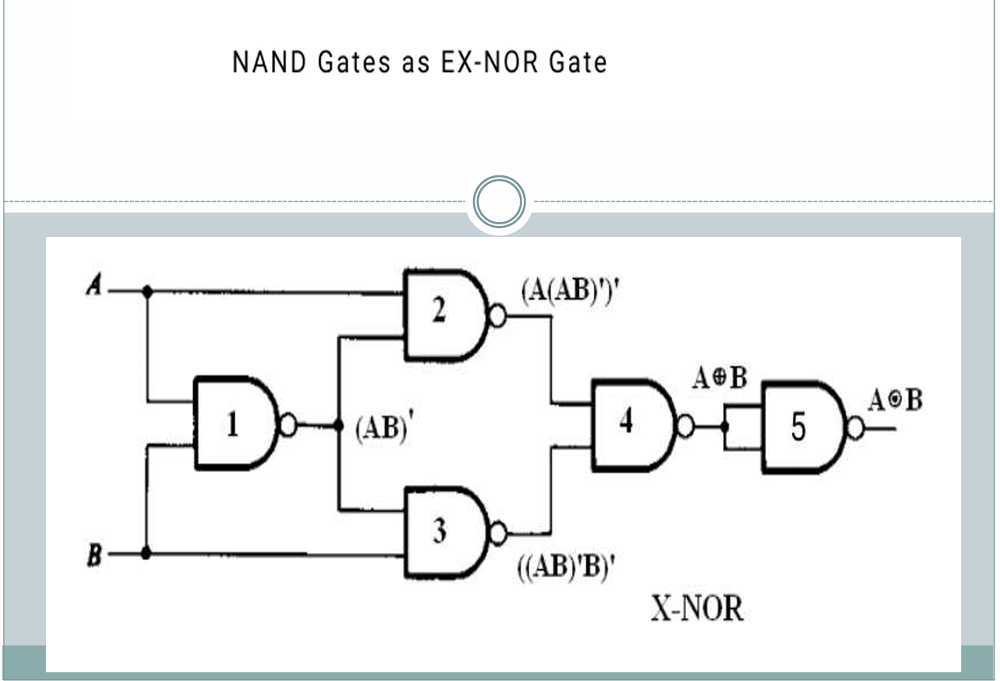 NAND Gates as EX-NOR Gate
A
2
(A(AB)')'
1
(AB)'
4
A⊕B
5
A⊙B
B
3
((AB)'B)'
X-NOR